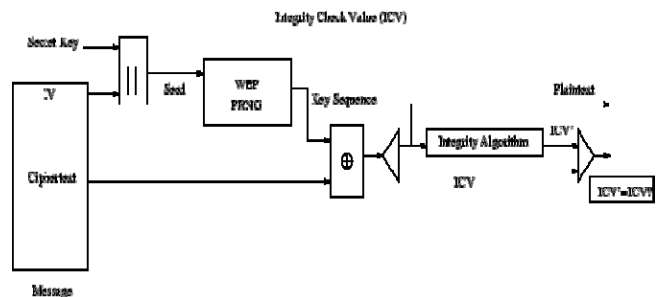 Integrity Check Value (ICV)
Secret Key
IV
||
Seed
WEP
PRNG
Key Sequence
Plaintext
Integrity Algorithm
ICV'
Ciphertext
ICV
ICV'=ICV?
Message